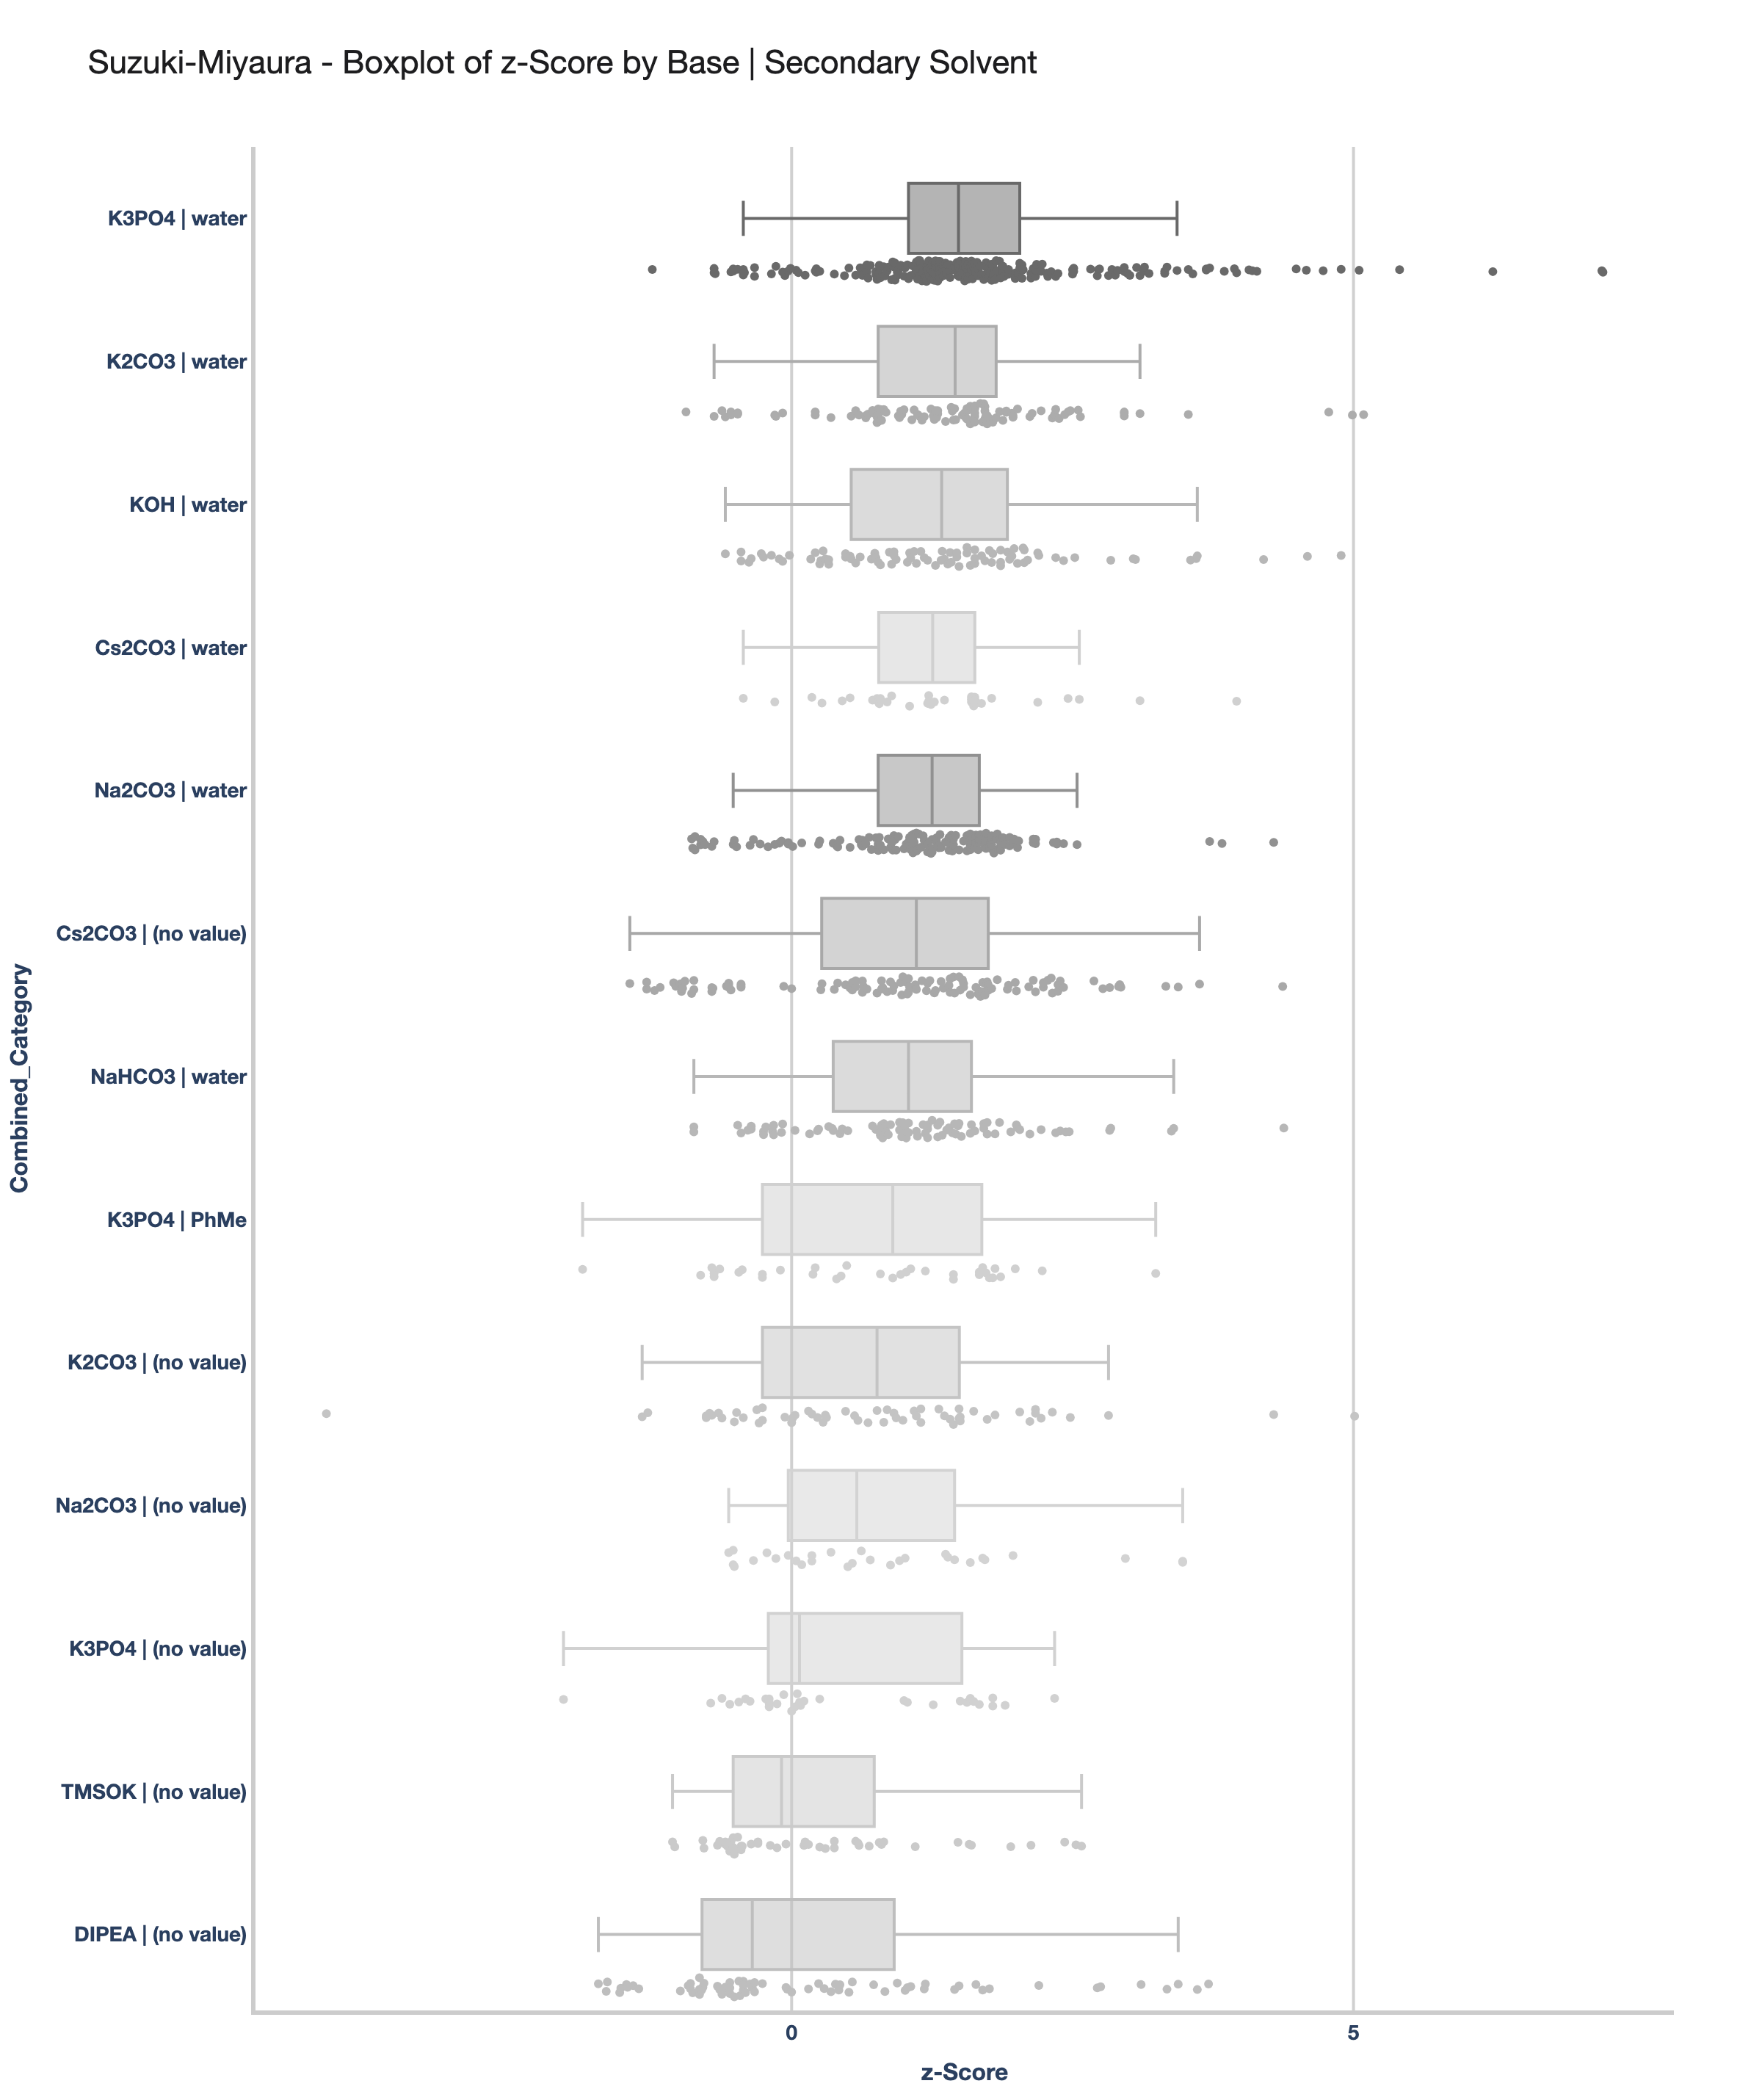 Suzuki-Miyaura - Boxplot of z-Score by Base | Secondary Solvent
Combined_Category
K3PO4 | water
K2CO3 | water
KOH | water
Cs2CO3 | water
Na2CO3 | water
Cs2CO3 | (no value)
NaHCO3 | water
K3PO4 | PhMe
K2CO3 | (no value)
Na2CO3 | (no value)
K3PO4 | (no value)
TMSOK | (no value)
DIPEA | (no value)
0
5
z-Score